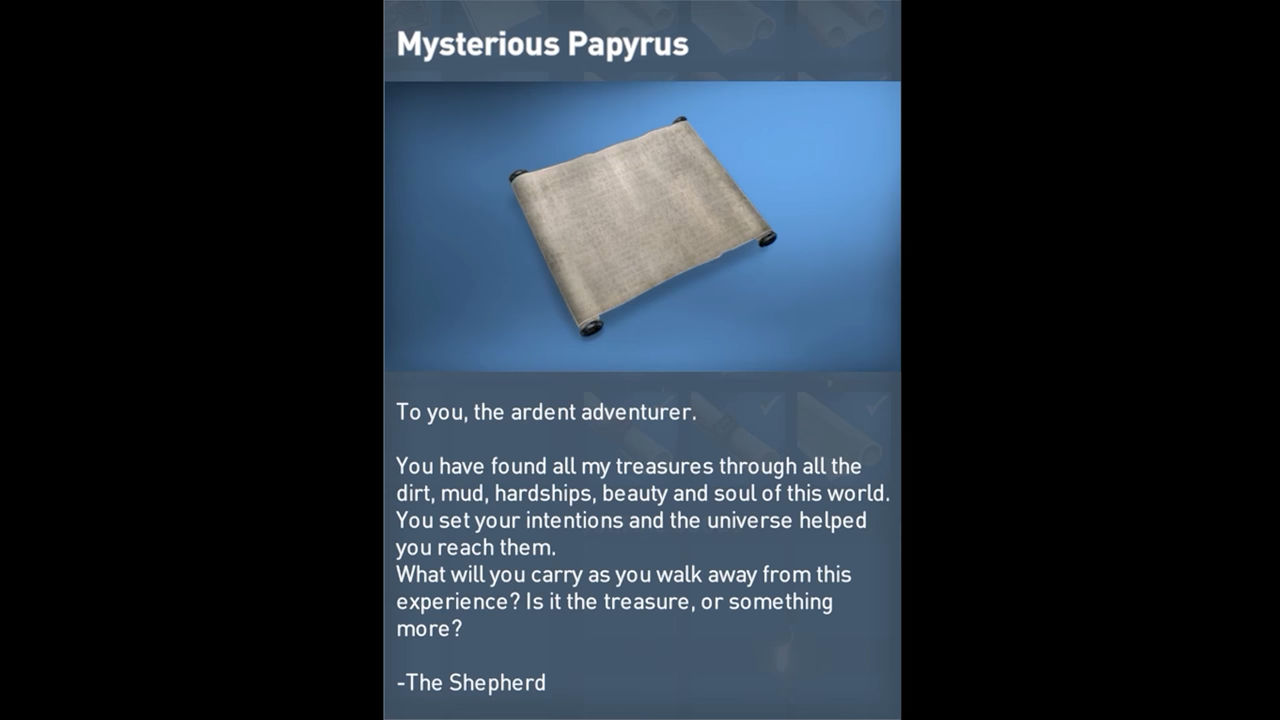 Mysterious Papyrus
To you, the ardent adventurer.
You have found all my treasures through all the
dirt, mud, hardships, beauty and soul of this world.
You set your intentions and the universe helped
you reach them.
What will you carry as you walk away from this
experience? Is it the treasure, or something
more?
-The Shepherd